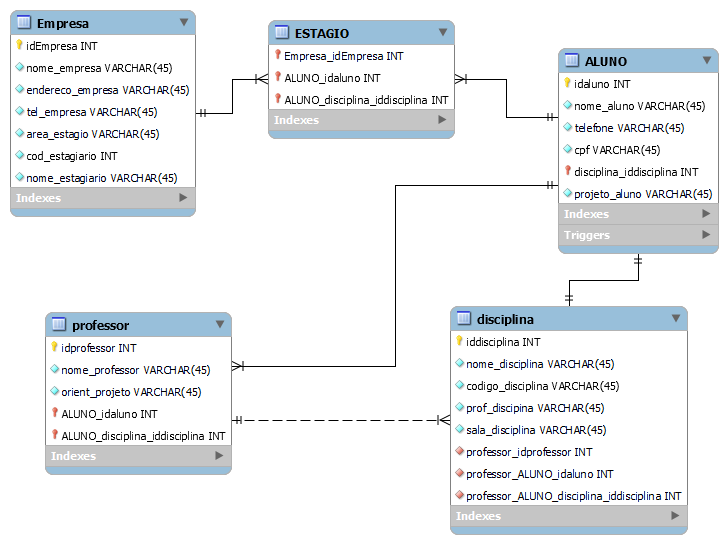 Empresa
idEmpresa INT
nome_empresa VARCHAR(45)
endereco_empresa VARCHAR(45)
tel_empresa VARCHAR(45)
area_estagio VARCHAR(45)
cod_estagiario INT
nome_estagiario VARCHAR(45)
Indexes
ESTAGIO
Empresa_idEmpresa INT
ALUNO_idaluno INT
ALUNO_disciplina_iddisciplina INT
Indexes
ALUNO
idaluno INT
nome_aluno VARCHAR(45)
telefone VARCHAR(45)
cpf VARCHAR(45)
disciplina_iddisciplina INT
projeto_aluno VARCHAR(45)
Indexes
Triggers
professor
idprofessor INT
nome_professor VARCHAR(45)
orient_projeto VARCHAR(45)
ALUNO_idaluno INT
ALUNO_disciplina_iddisciplina INT
Indexes
disciplina
iddisciplina INT
nome_disciplina VARCHAR(45)
codigo_disciplina VARCHAR(45)
prof_discipina VARCHAR(45)
sala_disciplina VARCHAR(45)
professor_idprofessor INT
professor_ALUNO_idaluno INT
professor_ALUNO_disciplina_iddisciplina INT
Indexes